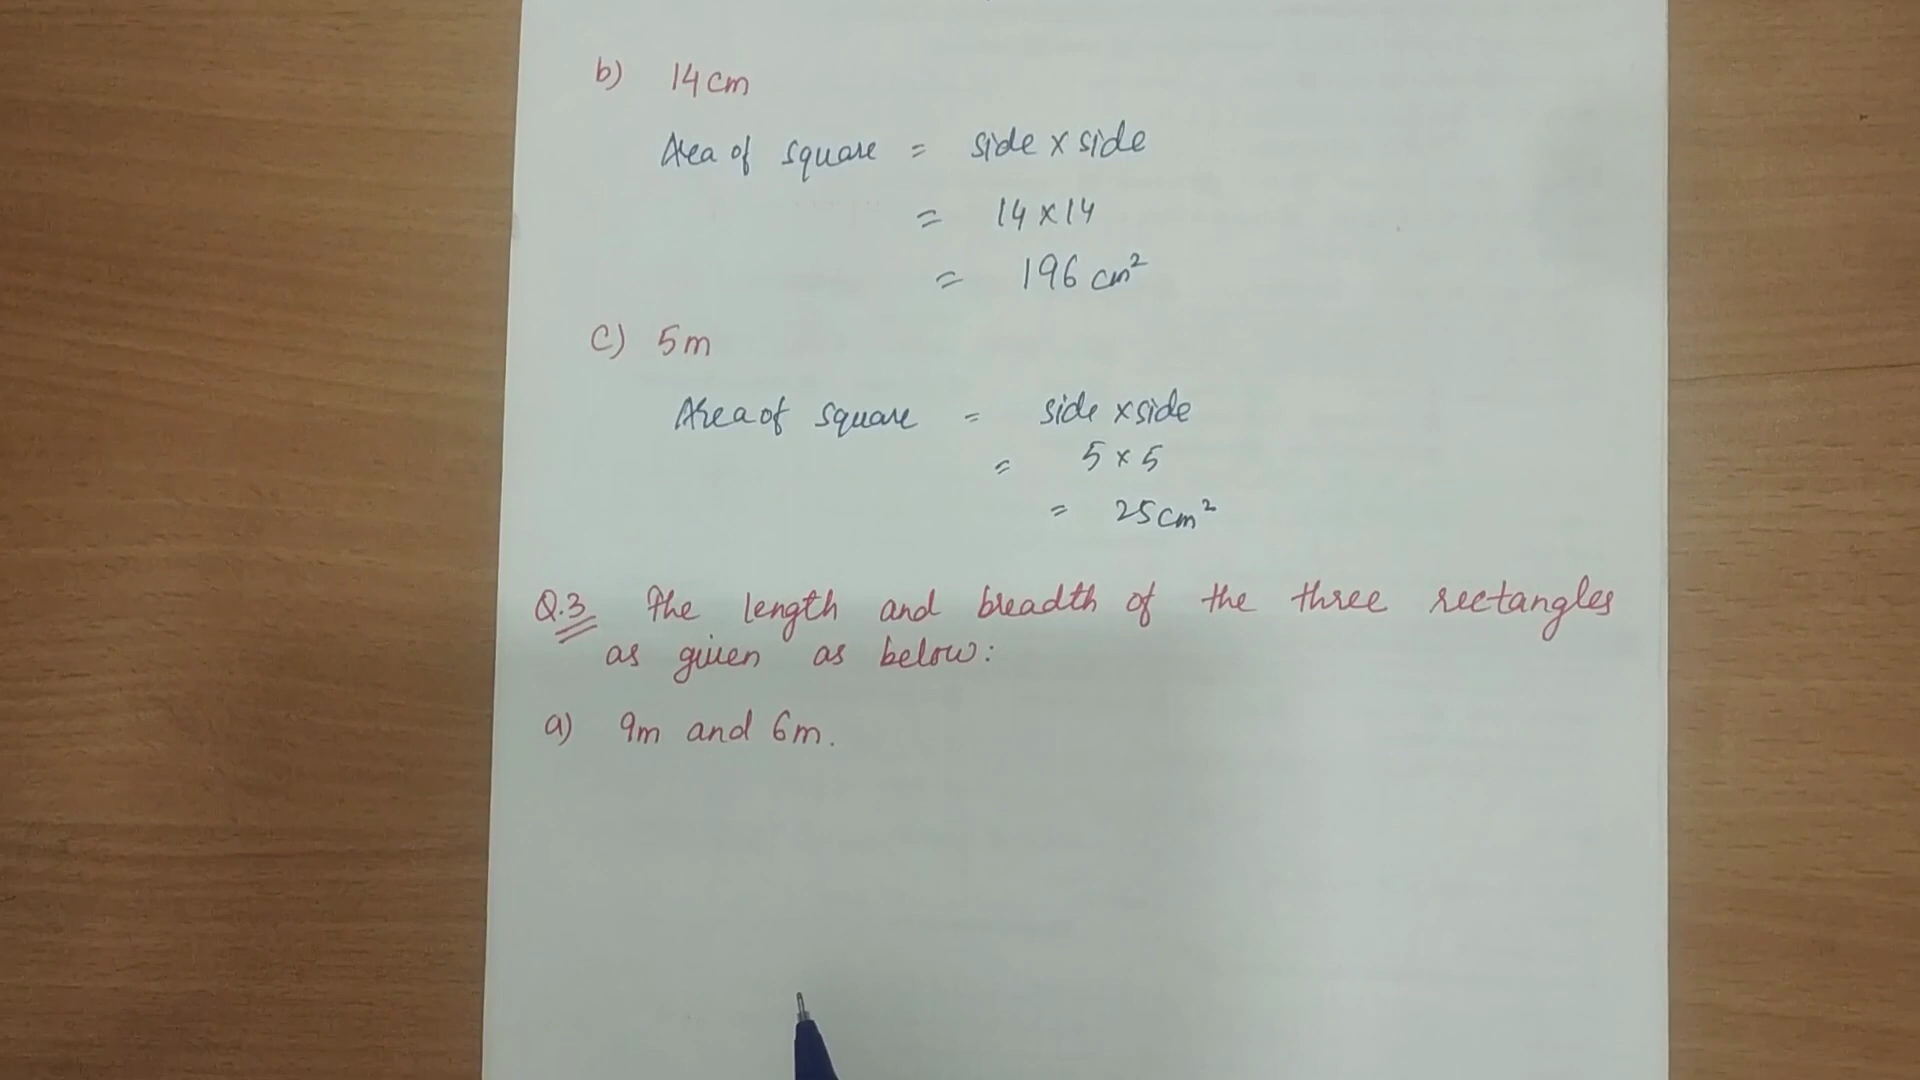 b) 14 cm
Area of square = side x side
= 14 x 14
= 196 cm²
c) 5m
Area of square = side x side
= 5 x 5
= 25 cm²
Q.3 The length and breadth of the three rectangles
as given as below:
a) 9m and 6m.